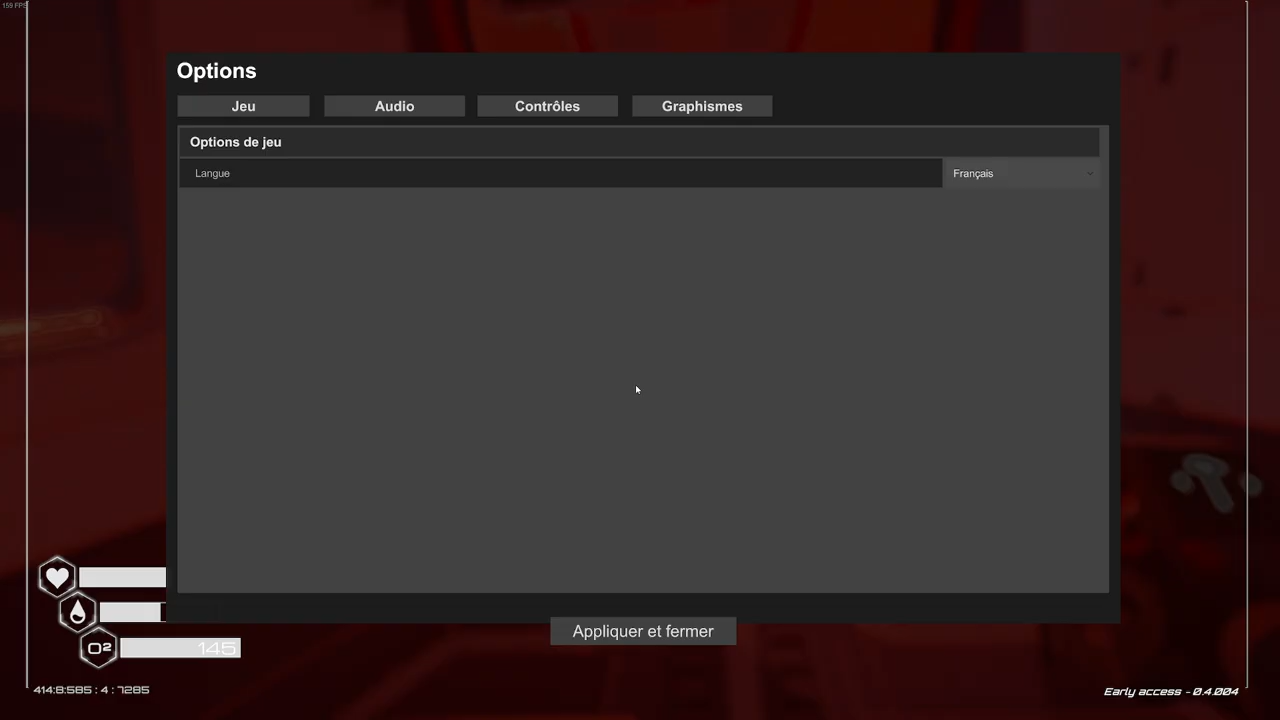 159 FPS
Options
Jeu Audio Contrôles Graphismes
Options de jeu
Langue Français
Appliquer et fermer
O2 145
414:8:585 : 4 : 7285
Early access - 0.4.004